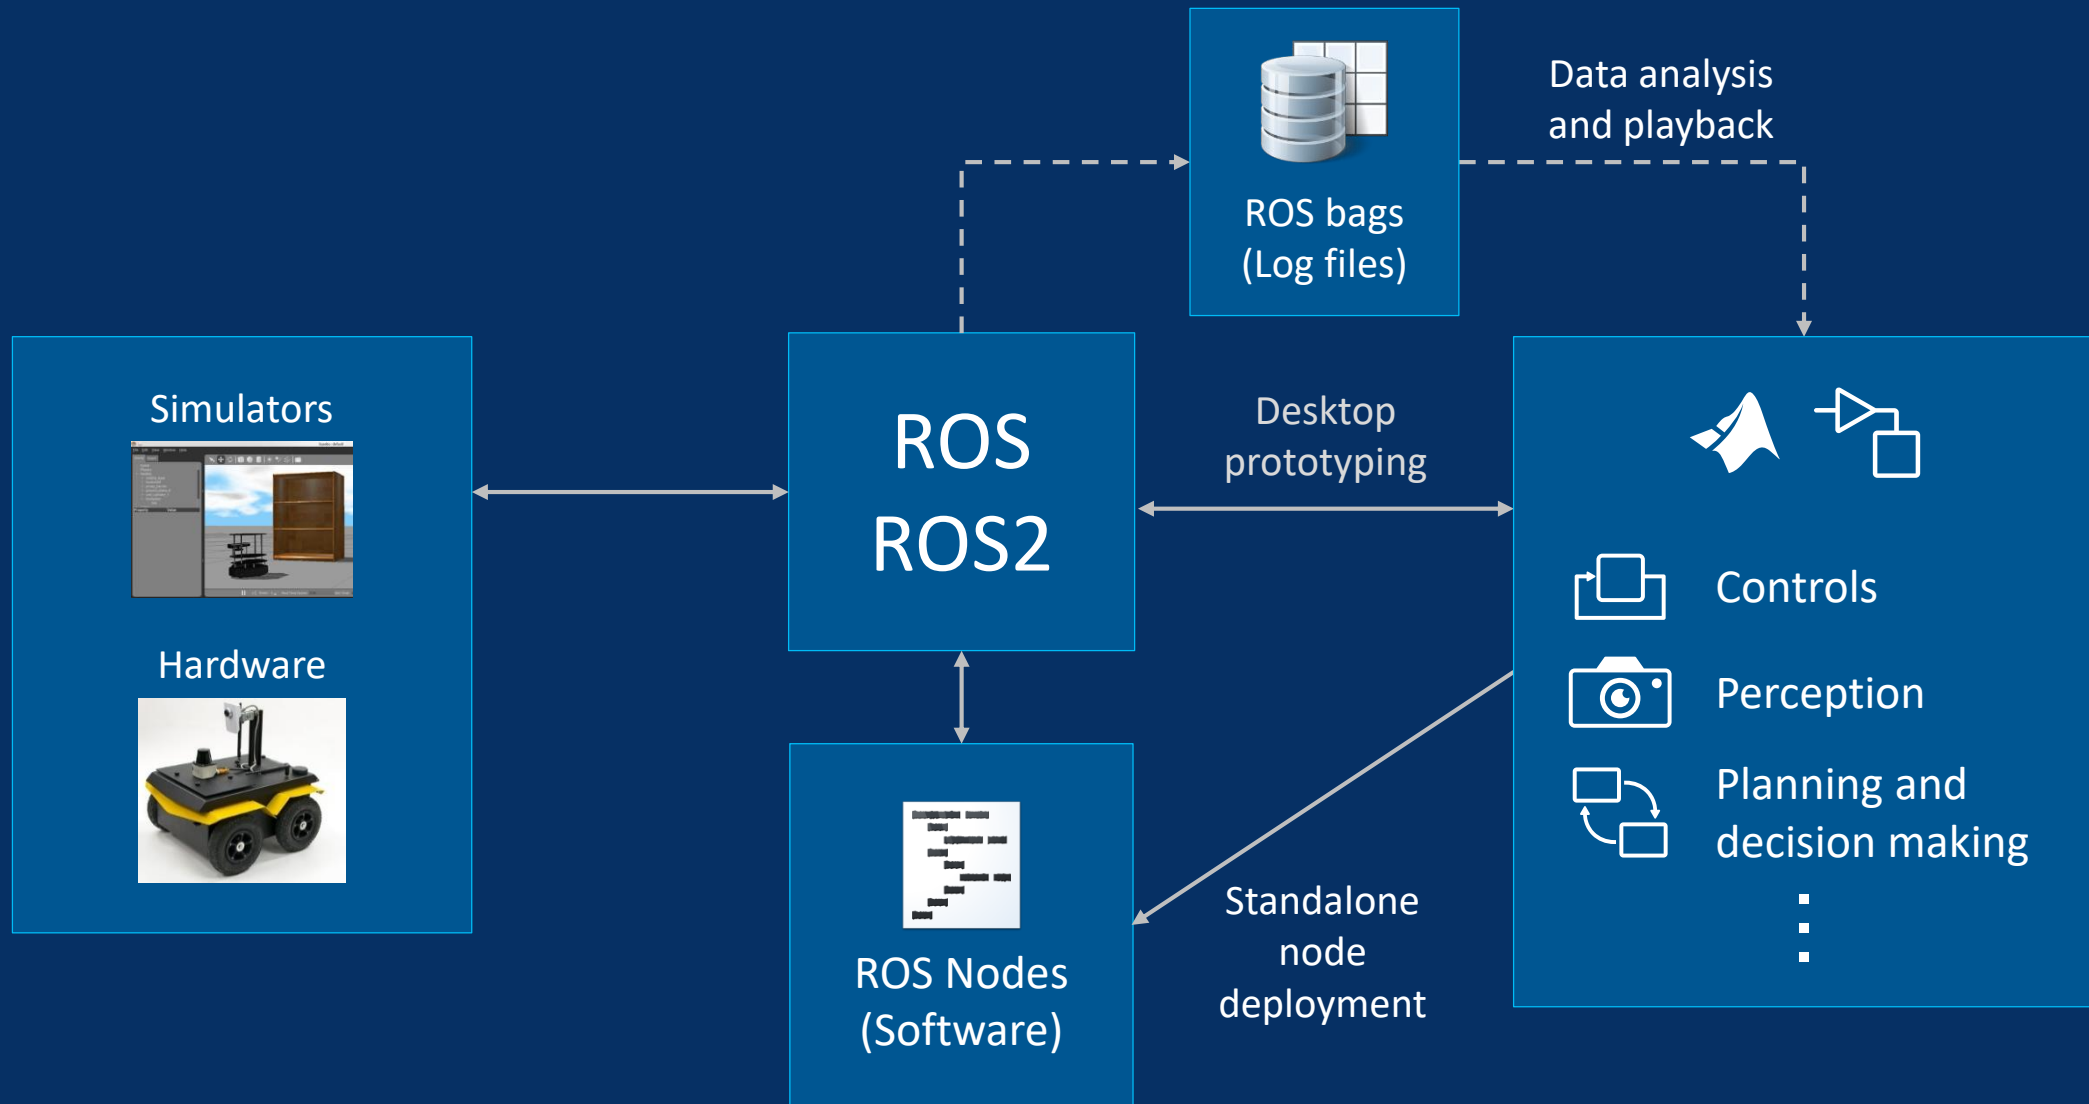 Data analysis
and playback
ROS bags
(Log files)
Simulators
Hardware
ROS
ROS2
Desktop
prototyping
Controls
Perception
Planning and
decision making
ROS Nodes
(Software)
Standalone
node
deployment